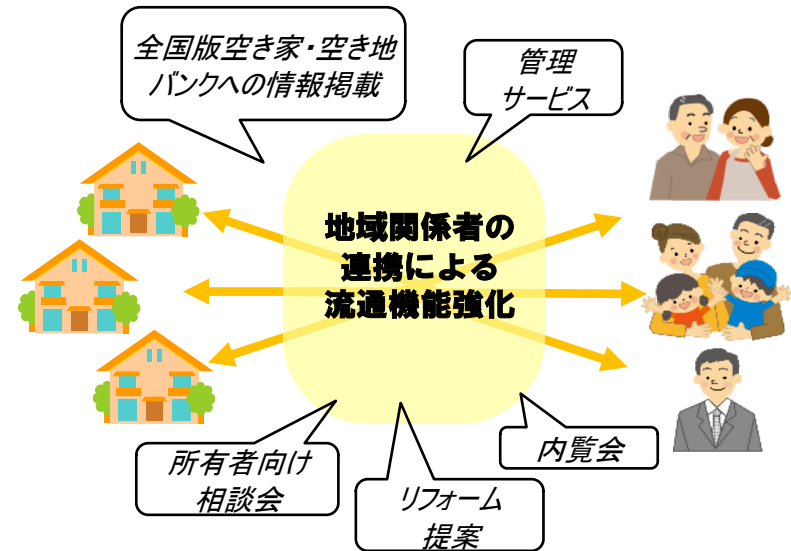 全国版空き家・空き地
バンクへの情報掲載
管理
サービス
地域関係者の
連携による
流通機能強化
所有者向け
相談会
リフォーム
提案
内覧会